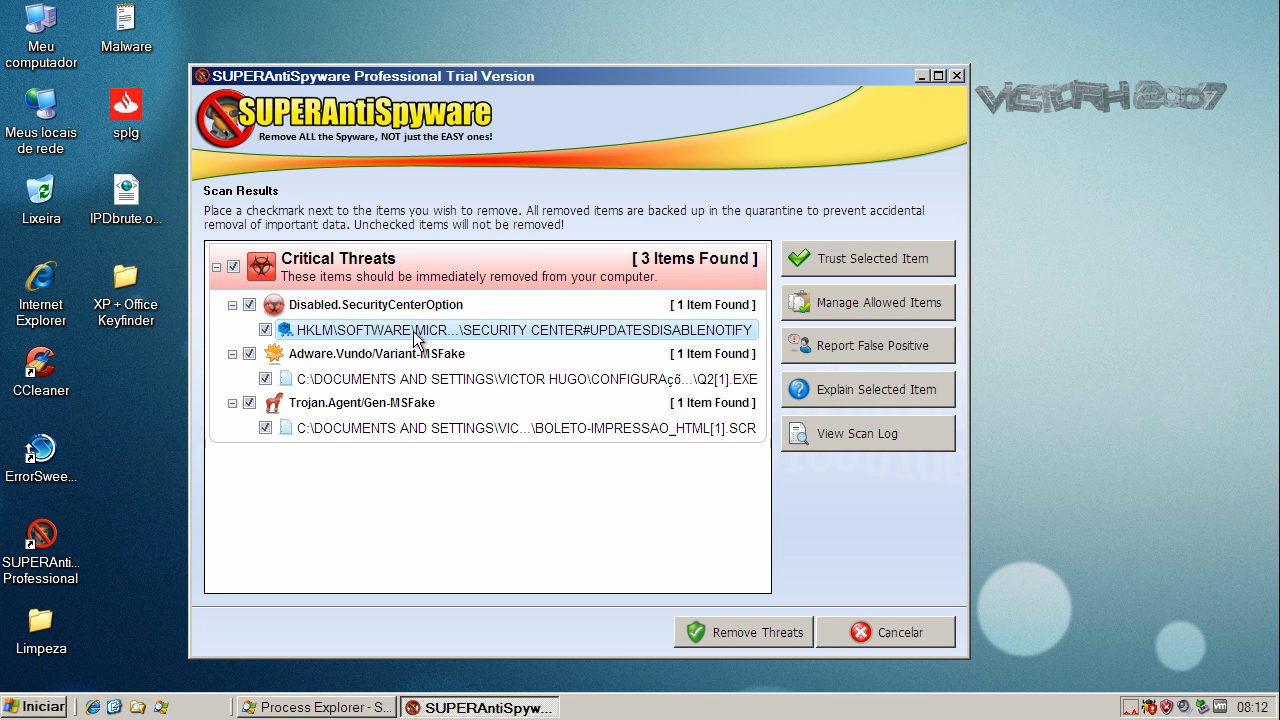 Meu computador
Malware
Meus locais de rede
splg
Lixeira
IPDbrute.o...
Internet Explorer
XP + Office Keyfinder
CCleaner
ErrorSwee...
SUPERAnti... Professional
Limpeza
VICTORH 2007
SUPERAntiSpyware Professional Trial Version
SUPERAntiSpyware
Remove ALL the Spyware, NOT just the EASY ones!
Scan Results
Place a checkmark next to the items you wish to remove. All removed items are backed up in the quarantine to prevent accidental
removal of important data. Unchecked items will not be removed!
Critical Threats [ 3 Items Found ]
These items should be immediately removed from your computer.
Disabled.SecurityCenterOption [ 1 Item Found ]
HKLM\SOFTWARE\MICR...\SECURITY CENTER#UPDATESDISABLENOTIFY
Adware.Vundo/Variant-MSFake [ 1 Item Found ]
C:\DOCUMENTS AND SETTINGS\VICTOR HUGO\CONFIGURAçõ...\Q2[1].EXE
Trojan.Agent/Gen-MSFake [ 1 Item Found ]
C:\DOCUMENTS AND SETTINGS\VIC...\BOLETO-IMPRESSAO_HTML[1].SCR
Trust Selected Item
Manage Allowed Items
Report False Positive
Explain Selected Item
View Scan Log
Remove Threats
Cancelar
Iniciar
Process Explorer - S...
SUPERAntiSpyw...
08:12